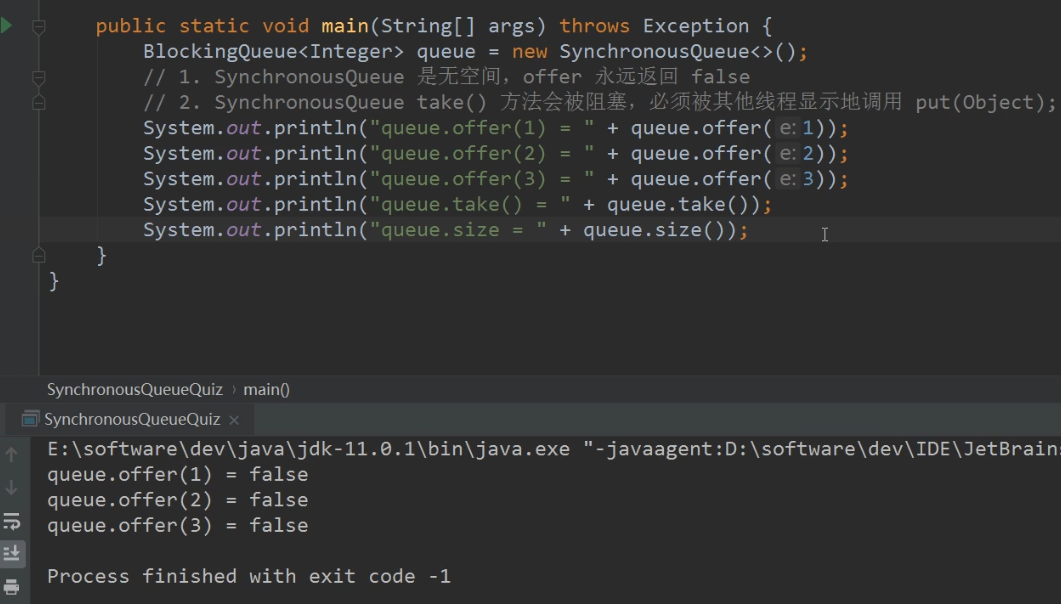 public static void main(String[] args) throws Exception {
BlockingQueue<Integer> queue = new SynchronousQueue<>();
// 1. SynchronousQueue 是无空间，offer 永远返回 false
// 2. SynchronousQueue take() 方法会被阻塞，必须被其他线程显示地调用 put(Object);
System.out.println("queue.offer(1) = " + queue.offer( e: 1));
System.out.println("queue.offer(2) = " + queue.offer( e: 2));
System.out.println("queue.offer(3) = " + queue.offer( e: 3));
System.out.println("queue.take() = " + queue.take());
System.out.println("queue.size = " + queue.size());
}
}
SynchronousQueueQuiz › main()
SynchronousQueueQuiz ×
E:\software\dev\java\jdk-11.0.1\bin\java.exe "-javaagent:D:\software\dev\IDE\JetBrains
queue.offer(1) = false
queue.offer(2) = false
queue.offer(3) = false
Process finished with exit code -1